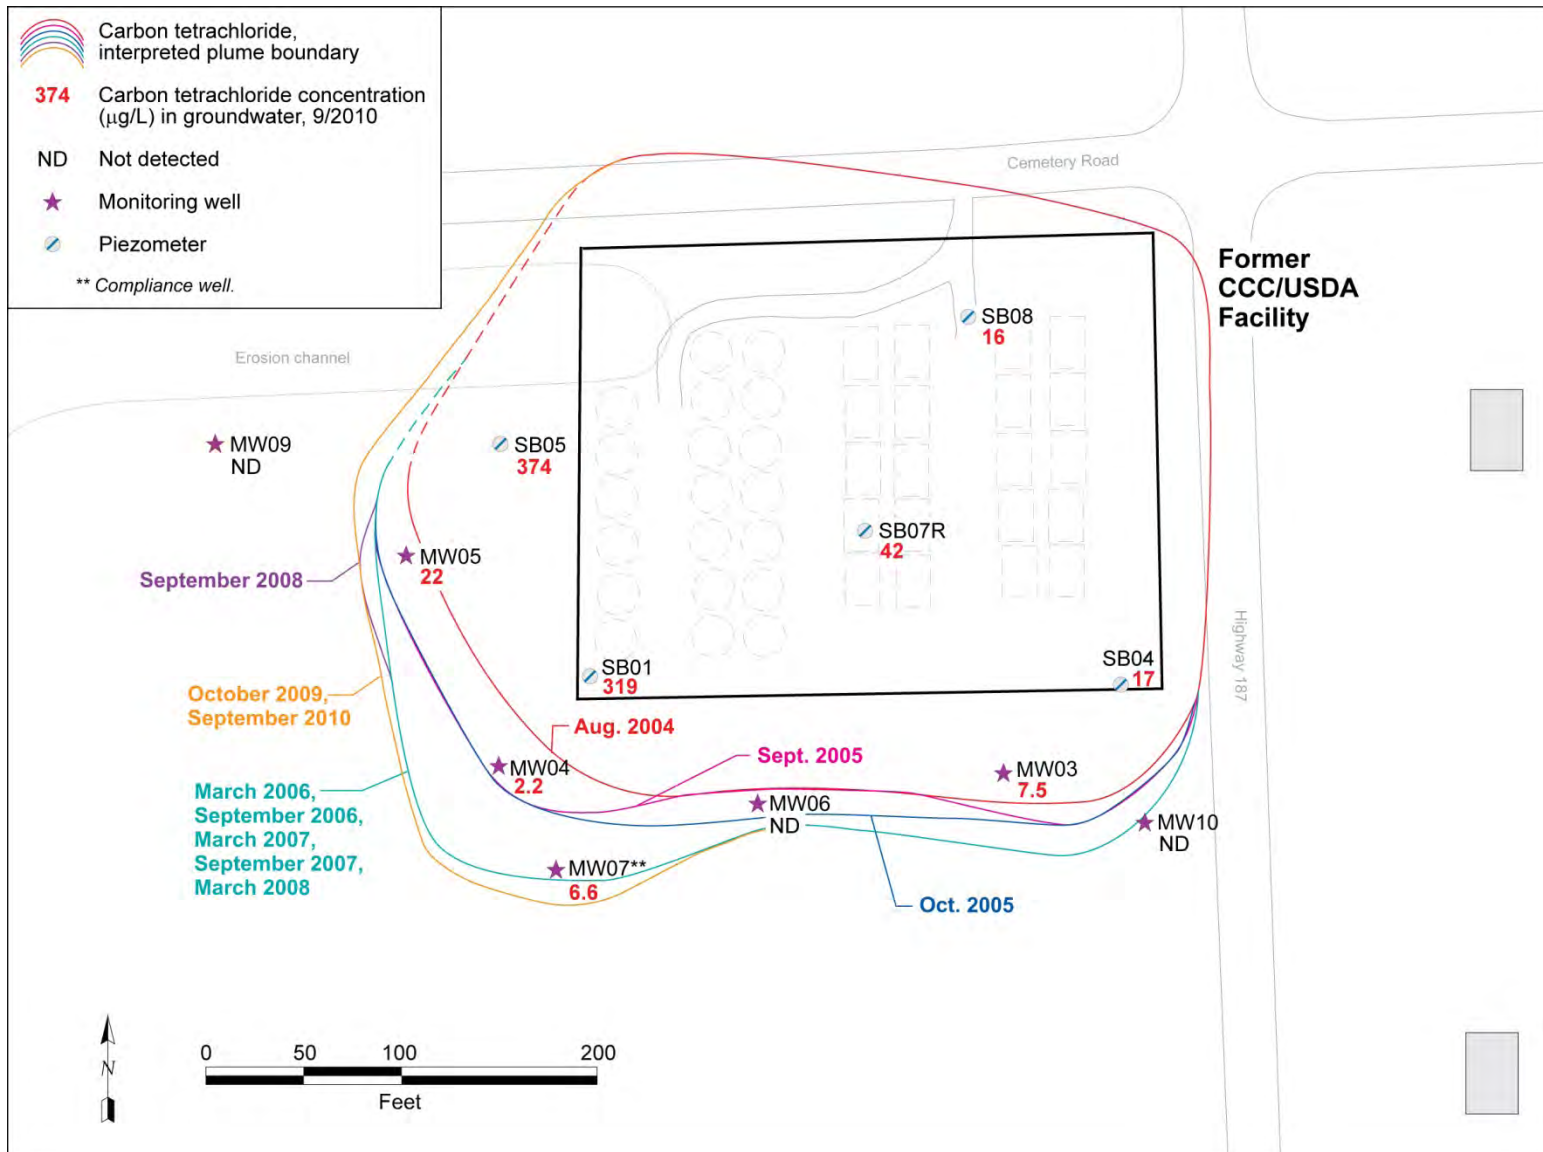 Carbon tetrachloride,
interpreted plume boundary
374
Carbon tetrachloride concentration
(µg/L) in groundwater, 9/2010
ND
Not detected
Monitoring well
Piezometer
** Compliance well.
Cemetery Road
Former
CCC/USDA
Facility
SB08
16
Erosion channel
MW09
ND
SB05
374
SB07R
42
MW05
22
September 2008
SB01
319
SB04
17
Highway 187
October 2009,
September 2010
Aug. 2004
Sept. 2005
MW04
2.2
MW03
7.5
March 2006,
September 2006,
March 2007,
September 2007,
March 2008
MW06
ND
MW10
ND
MW07**
6.6
Oct. 2005
N
0 50 100 200
Feet